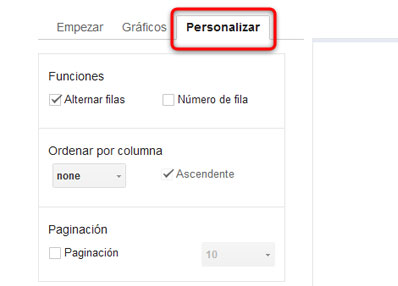 Empezar Gráficos Personalizar
Funciones
Alternar filas Número de fila
Ordenar por columna
none Ascendente
Paginación
Paginación 10